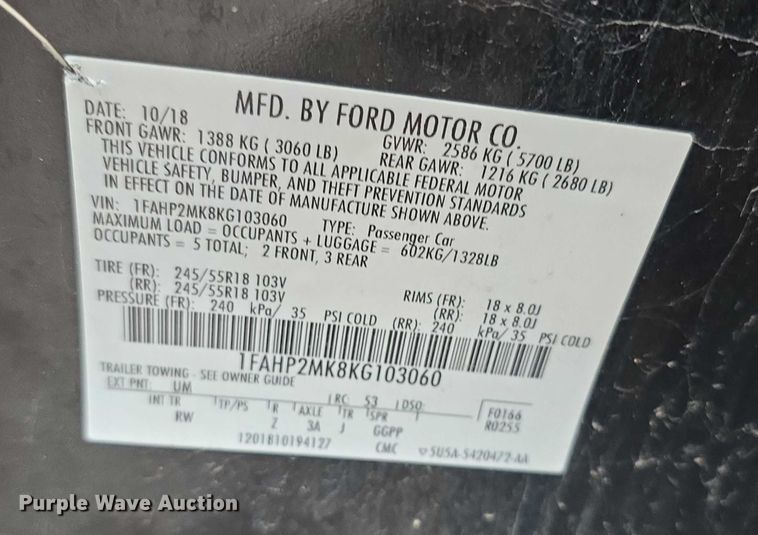 MFD. BY FORD MOTOR CO.
DATE: 10/18 GVWR: 2586 KG ( 5700 LB)
FRONT GAWR: 1388 KG ( 3060 LB) REAR GAWR: 1216 KG ( 2680 LB)
THIS VEHICLE CONFORMS TO ALL APPLICABLE FEDERAL MOTOR
VEHICLE SAFETY, BUMPER, AND THEFT PREVENTION STANDARDS
IN EFFECT ON THE DATE OF MANUFACTURE SHOWN ABOVE.
VIN: 1FAHP2MK8KG103060 TYPE: Passenger Car
MAXIMUM LOAD = OCCUPANTS + LUGGAGE = 602KG/1328LB
OCCUPANTS = 5 TOTAL; 2 FRONT, 3 REAR
TIRE (FR): 245/55R18 103V RIMS (FR): 18 x 8.0J
(RR): 245/55R18 103V (RR): 18 x 8.0J
PRESSURE (FR): 240 kPa/ 35 PSI COLD (RR): 240 kPa/ 35 PSI COLD
1FAHP2MK8KG103060
TRAILER TOWING - SEE OWNER GUIDE
EXT PNT: UM RC: 53 DSO: F0166
INT TR TP/PS R AXLE TR SPR R0255
RW Z 3A J GGPP
1201810194127 CMC 5U5A-5420472-AA
Purple Wave Auction